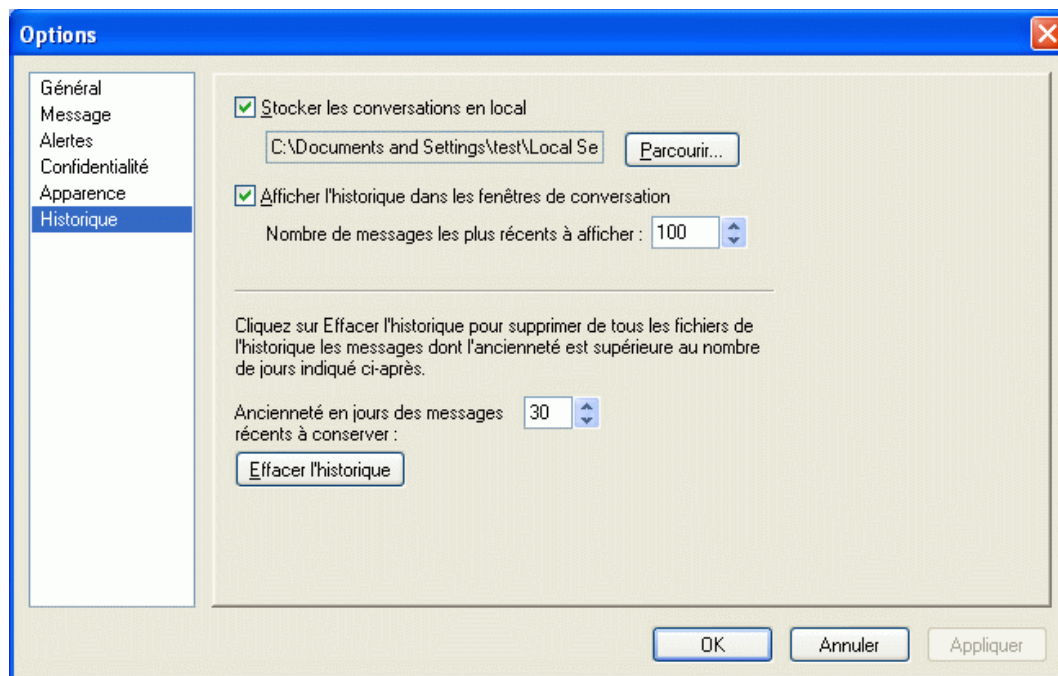 Options
Général
Message
Alertes
Confidentialité
Apparence
Historique
Stocker les conversations en local
C:\Documents and Settings\test\Local Se
Parcourir...
Afficher l'historique dans les fenêtres de conversation
Nombre de messages les plus récents à afficher :
100
Cliquez sur Effacer l'historique pour supprimer de tous les fichiers de
l'historique les messages dont l'ancienneté est supérieure au nombre
de jours indiqué ci-après.
Ancienneté en jours des messages
récents à conserver :
30
Effacer l'historique
OK
Annuler
Appliquer